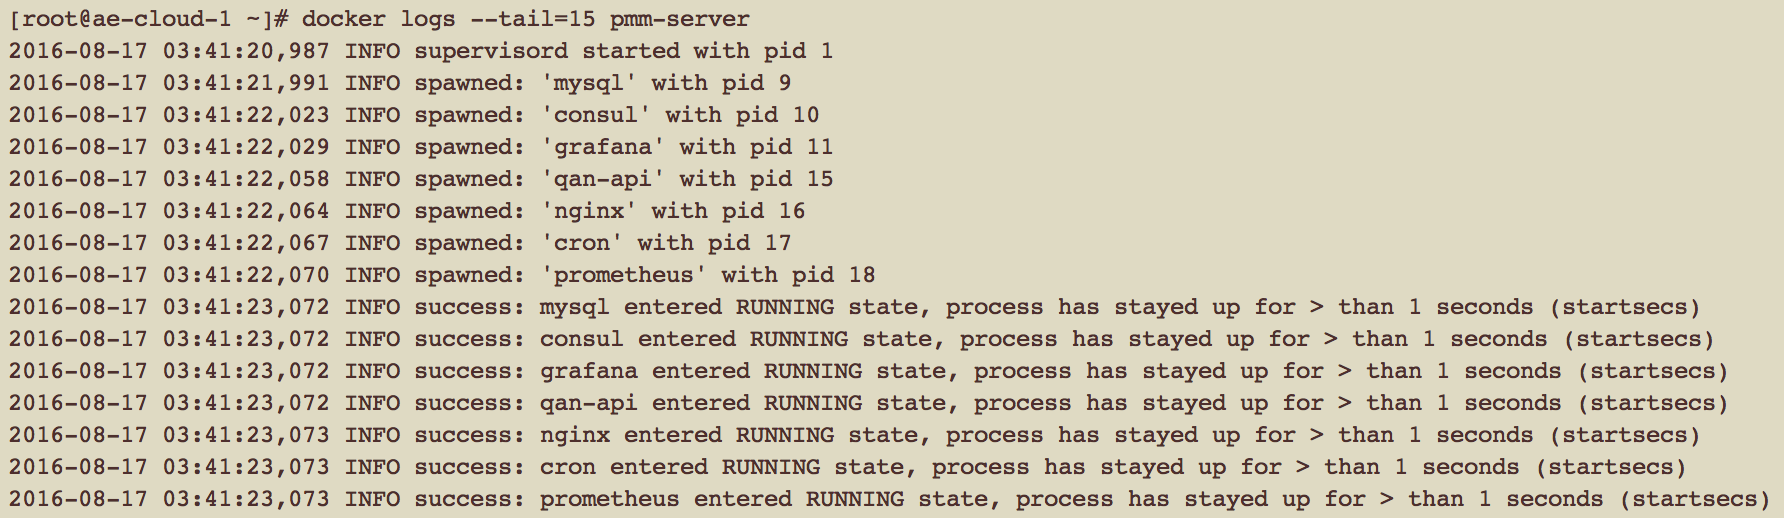 [root@ae-cloud-1 ~]# docker logs --tail=15 pmm-server
2016-08-17 03:41:20,987 INFO supervisord started with pid 1
2016-08-17 03:41:21,991 INFO spawned: 'mysql' with pid 9
2016-08-17 03:41:22,023 INFO spawned: 'consul' with pid 10
2016-08-17 03:41:22,029 INFO spawned: 'grafana' with pid 11
2016-08-17 03:41:22,058 INFO spawned: 'qan-api' with pid 15
2016-08-17 03:41:22,064 INFO spawned: 'nginx' with pid 16
2016-08-17 03:41:22,067 INFO spawned: 'cron' with pid 17
2016-08-17 03:41:22,070 INFO spawned: 'prometheus' with pid 18
2016-08-17 03:41:23,072 INFO success: mysql entered RUNNING state, process has stayed up for > than 1 seconds (startsecs)
2016-08-17 03:41:23,072 INFO success: consul entered RUNNING state, process has stayed up for > than 1 seconds (startsecs)
2016-08-17 03:41:23,072 INFO success: grafana entered RUNNING state, process has stayed up for > than 1 seconds (startsecs)
2016-08-17 03:41:23,072 INFO success: qan-api entered RUNNING state, process has stayed up for > than 1 seconds (startsecs)
2016-08-17 03:41:23,073 INFO success: nginx entered RUNNING state, process has stayed up for > than 1 seconds (startsecs)
2016-08-17 03:41:23,073 INFO success: cron entered RUNNING state, process has stayed up for > than 1 seconds (startsecs)
2016-08-17 03:41:23,073 INFO success: prometheus entered RUNNING state, process has stayed up for > than 1 seconds (startsecs)